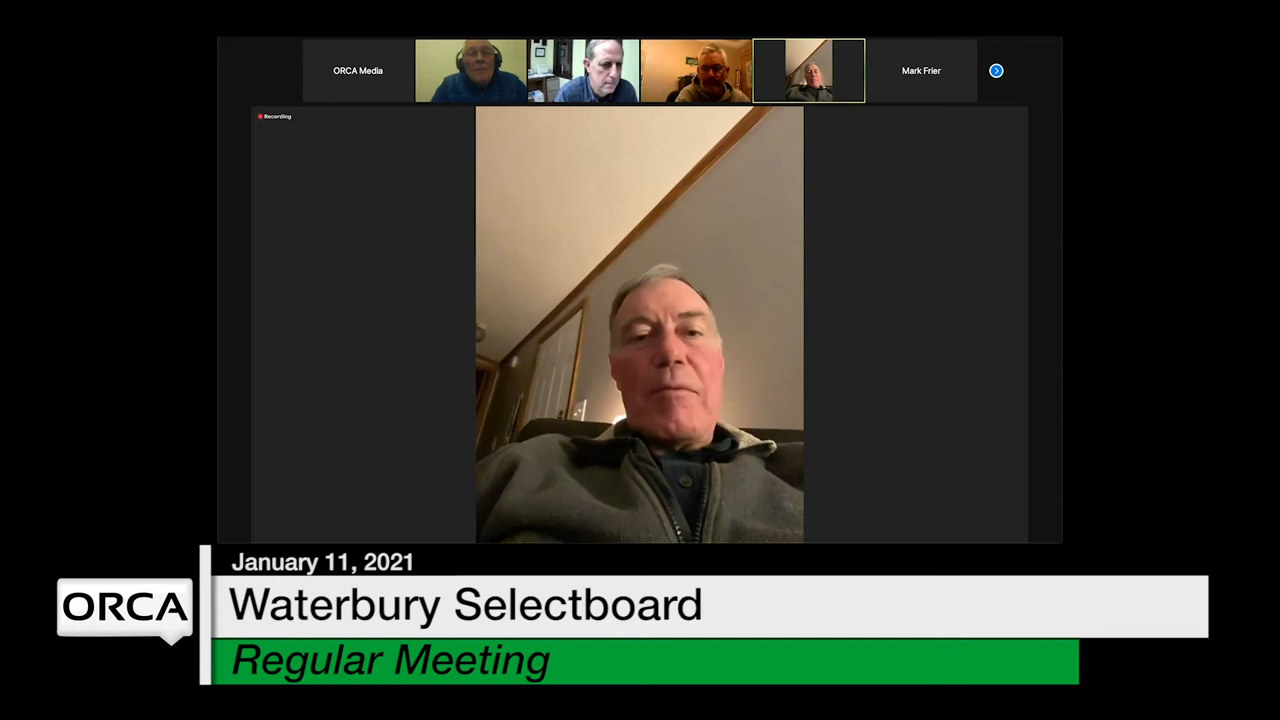 ORCA Media
Mark Frier
Recording
January 11, 2021
ORCA
Waterbury Selectboard
Regular Meeting